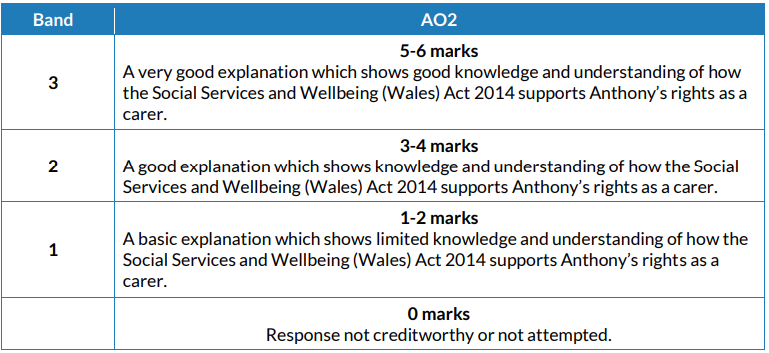 Band AO2
5-6 marks
3 A very good explanation which shows good knowledge and understanding of how
the Social Services and Wellbeing (Wales) Act 2014 supports Anthony's rights as a
carer.
3-4 marks
2 A good explanation which shows knowledge and understanding of how the Social
Services and Wellbeing (Wales) Act 2014 supports Anthony's rights as a carer.
1-2 marks
1 A basic explanation which shows limited knowledge and understanding of how the
Social Services and Wellbeing (Wales) Act 2014 supports Anthony's rights as a
carer.
0 marks
Response not creditworthy or not attempted.